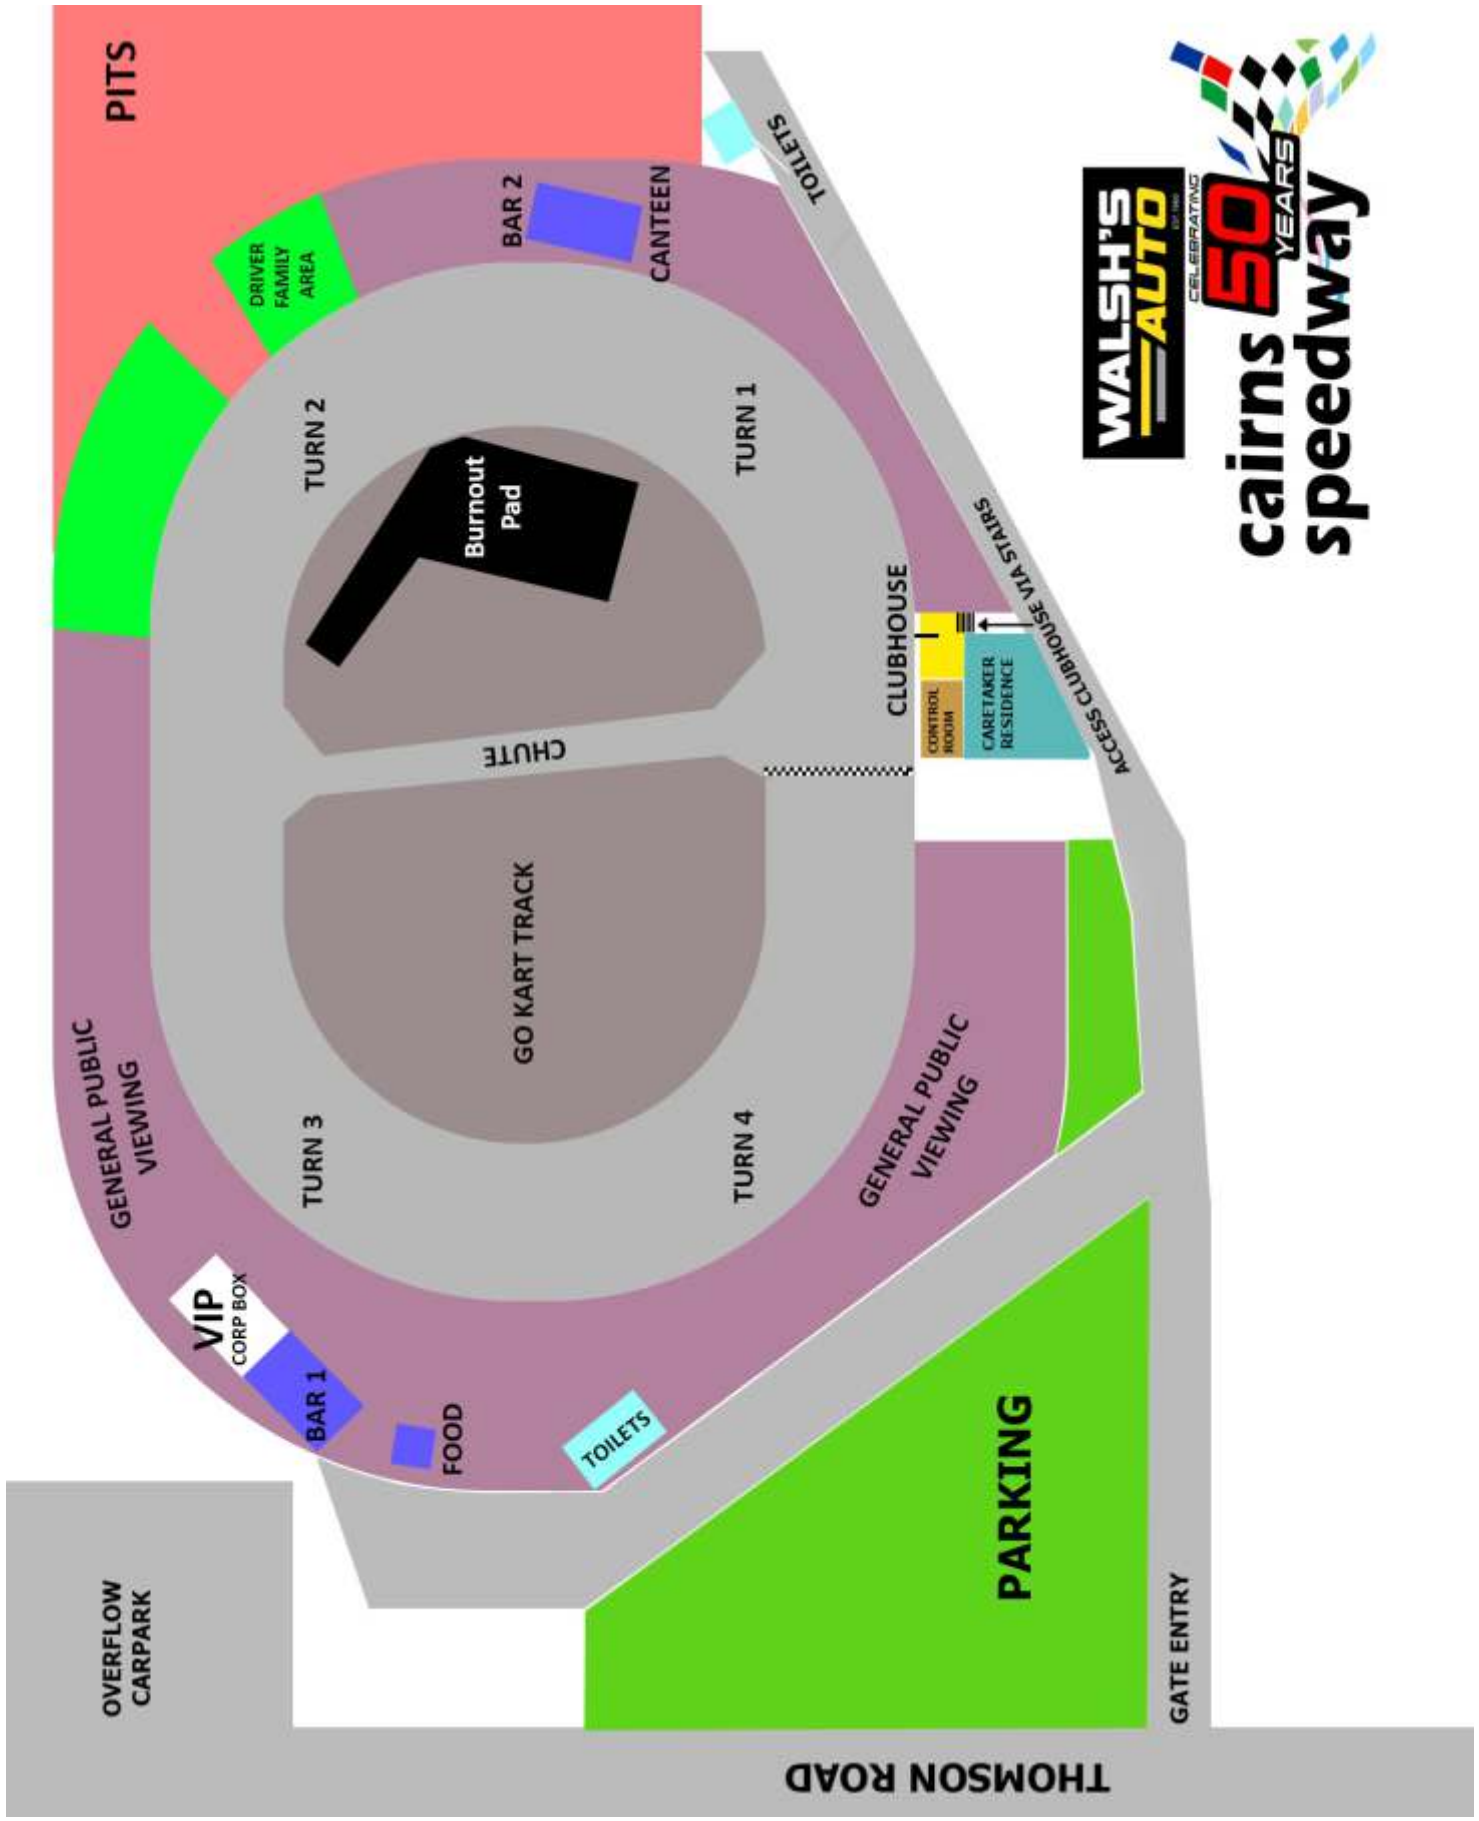 PITS
DRIVER
FAMILY
AREA
BAR 2
CANTEEN
TOILETS
TURN 2
TURN 1
Burnout
Pad
CHUTE
GO KART TRACK
TURN 3
TURN 4
CLUBHOUSE
CONTROL
ROOM
CARETAKER
RESIDENCE
ACCESS CLUBHOUSE VIA STAIRS
GENERAL PUBLIC
VIEWING
GENERAL PUBLIC
VIEWING
VIP
CORP BOX
BAR 1
FOOD
TOILETS
PARKING
OVERFLOW
CARPARK
GATE ENTRY
THOMSON ROAD
WALSH'S
AUTO
CELEBRATING
50
YEARS
cairns
speedway